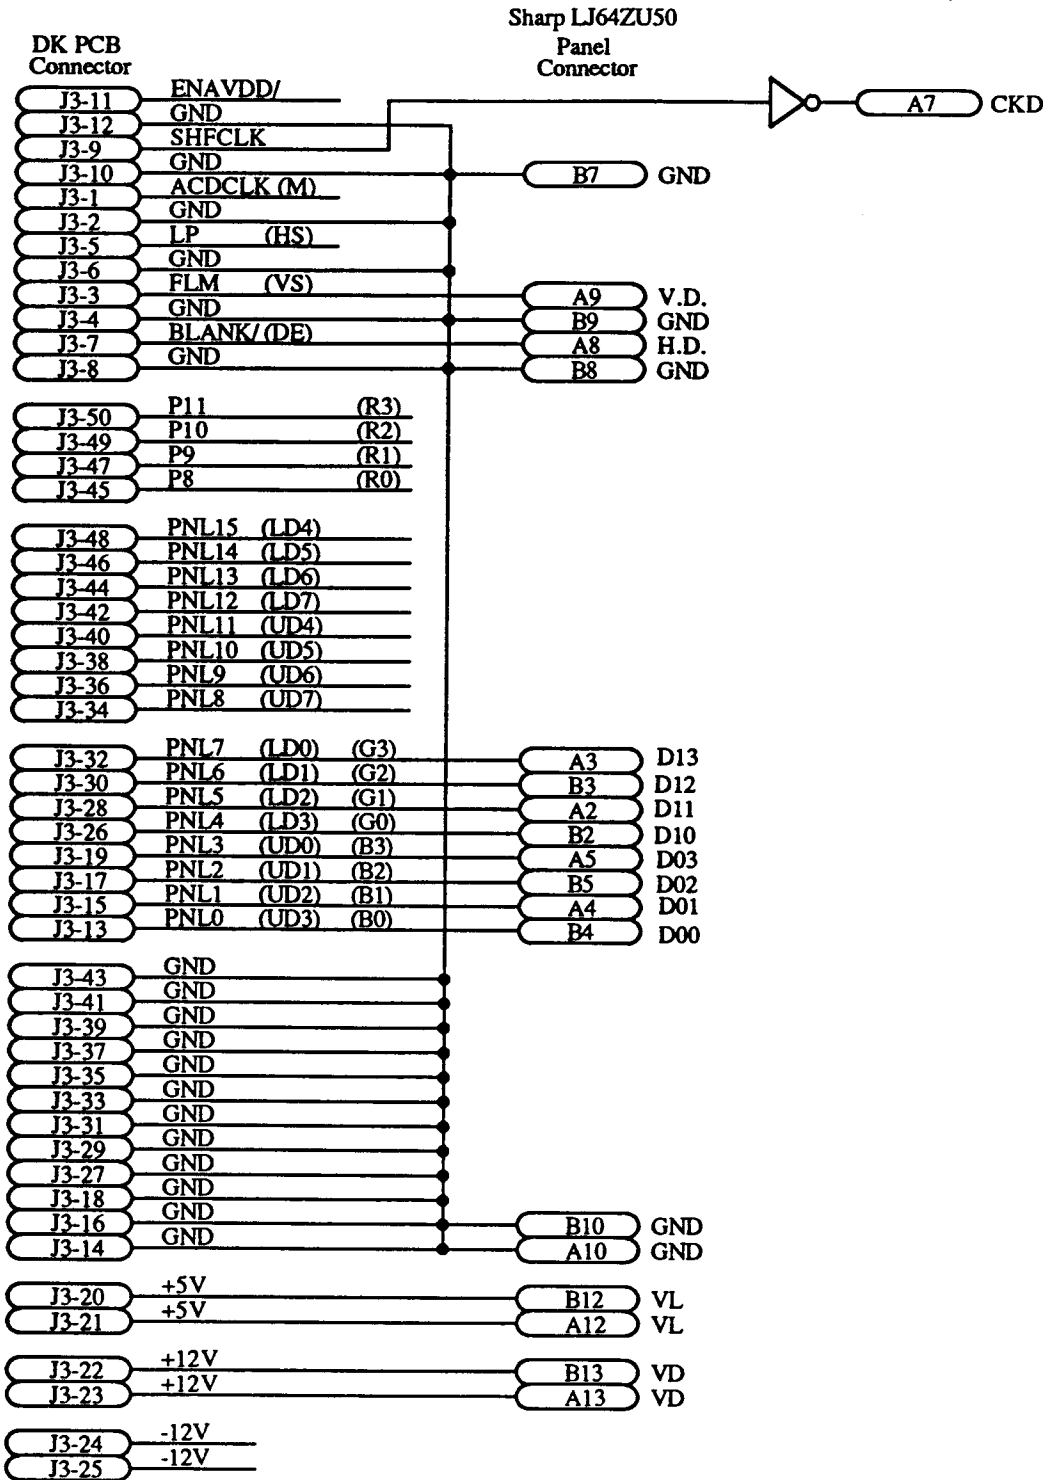 Sharp LJ64ZU50
DK PCB Panel
Connector Connector
J3-11 ENAVDD/ A7 CKD
J3-12 GND
J3-9 SHFCLK
J3-10 GND B7 GND
J3-1 ACDCLK (M)
J3-2 GND
J3-5 LP (HS)
J3-6 GND
J3-3 FLM (VS) A9 V.D.
J3-4 GND B9 GND
J3-7 BLANK/ (DE) A8 H.D.
J3-8 GND B8 GND
J3-50 P11 (R3)
J3-49 P10 (R2)
J3-47 P9 (R1)
J3-45 P8 (R0)
J3-48 PNL15 (LD4)
J3-46 PNL14 (LD5)
J3-44 PNL13 (LD6)
J3-42 PNL12 (LD7)
J3-40 PNL11 (UD4)
J3-38 PNL10 (UD5)
J3-36 PNL9 (UD6)
J3-34 PNL8 (UD7)
J3-32 PNL7 (LD0) (G3) A3 D13
J3-30 PNL6 (LD1) (G2) B3 D12
J3-28 PNL5 (LD2) (G1) A2 D11
J3-26 PNL4 (LD3) (G0) B2 D10
J3-19 PNL3 (UD0) (B3) A5 D03
J3-17 PNL2 (UD1) (B2) B5 D02
J3-15 PNL1 (UD2) (B1) A4 D01
J3-13 PNL0 (UD3) (B0) B4 D00
J3-43 GND
J3-41 GND
J3-39 GND
J3-37 GND
J3-35 GND
J3-33 GND
J3-31 GND
J3-29 GND
J3-27 GND
J3-18 GND
J3-16 GND B10 GND
J3-14 GND A10 GND
J3-20 +5V B12 VL
J3-21 +5V A12 VL
J3-22 +12V B13 VD
J3-23 +12V A13 VD
J3-24 -12V
J3-25 -12V